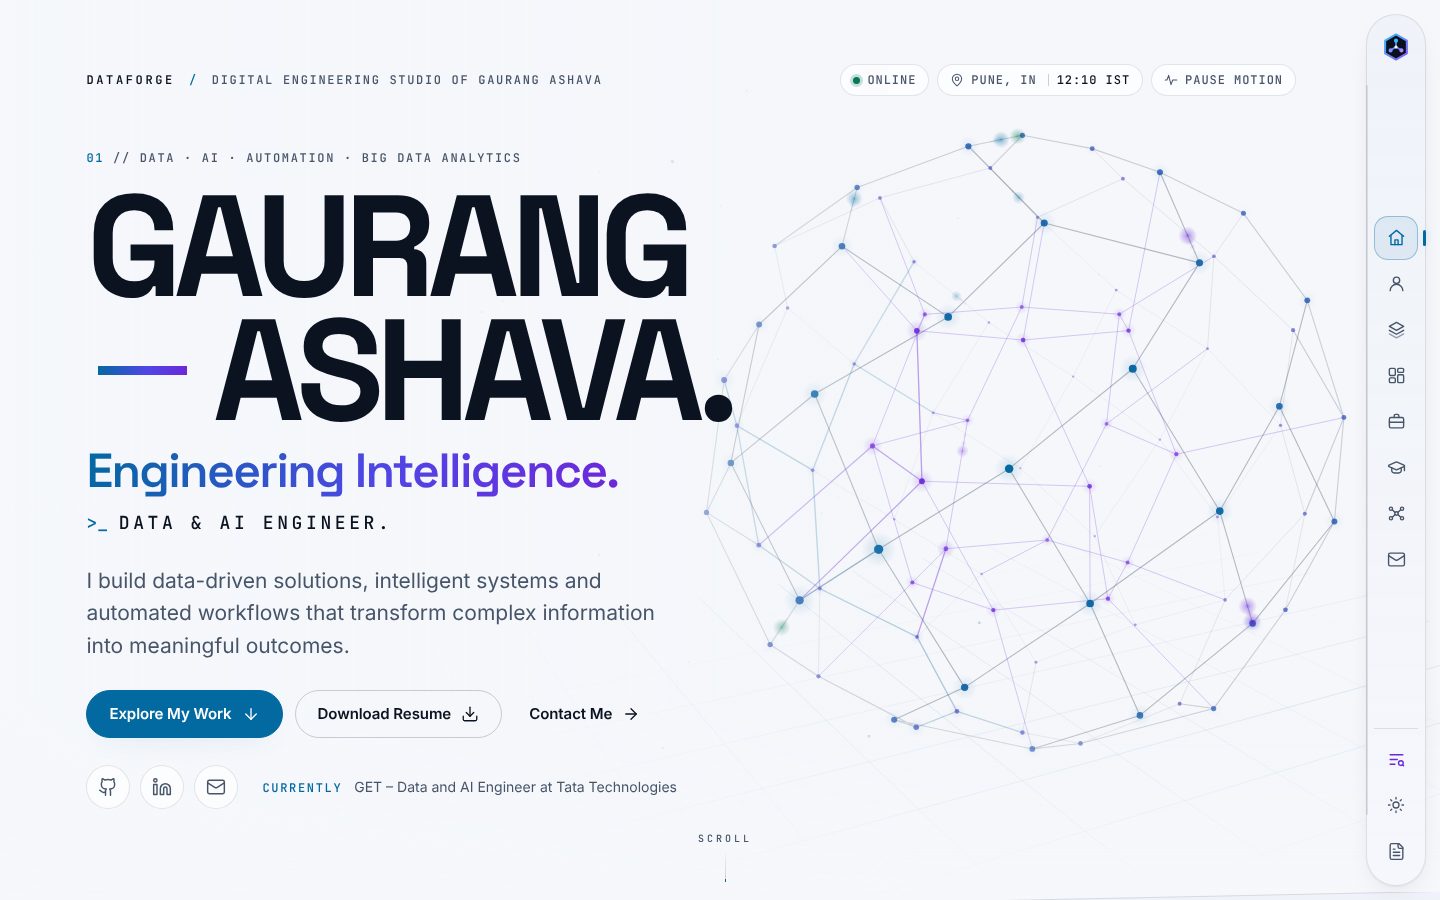 DATAFORGE / DIGITAL ENGINEERING STUDIO OF GAURANG ASHAVA
ONLINE
PUNE, IN | 12:10 IST
PAUSE MOTION
01 // DATA · AI · AUTOMATION · BIG DATA ANALYTICS
GAURANG
ASHAVA.
Engineering Intelligence.
>_ DATA & AI ENGINEER.
I build data-driven solutions, intelligent systems and
automated workflows that transform complex information
into meaningful outcomes.
Explore My Work
Download Resume
Contact Me
CURRENTLY GET – Data and AI Engineer at Tata Technologies
SCROLL